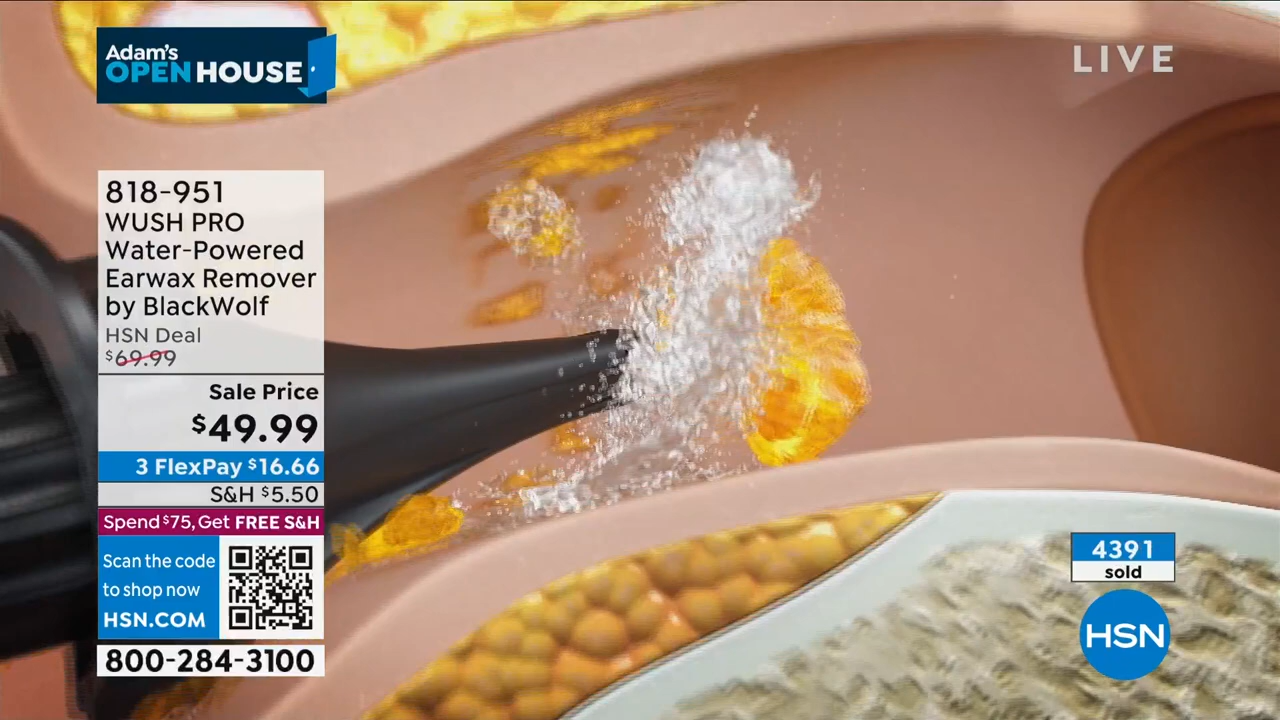 Adam's
OPEN HOUSE
LIVE
818-951
WUSH PRO
Water-Powered
Earwax Remover
by BlackWolf
HSN Deal
$69.99
Sale Price
$49.99
3 FlexPay $16.66
S&H $5.50
Spend $75, Get FREE S&H
Scan the code
to shop now
HSN.COM
800-284-3100
4391
sold
HSN